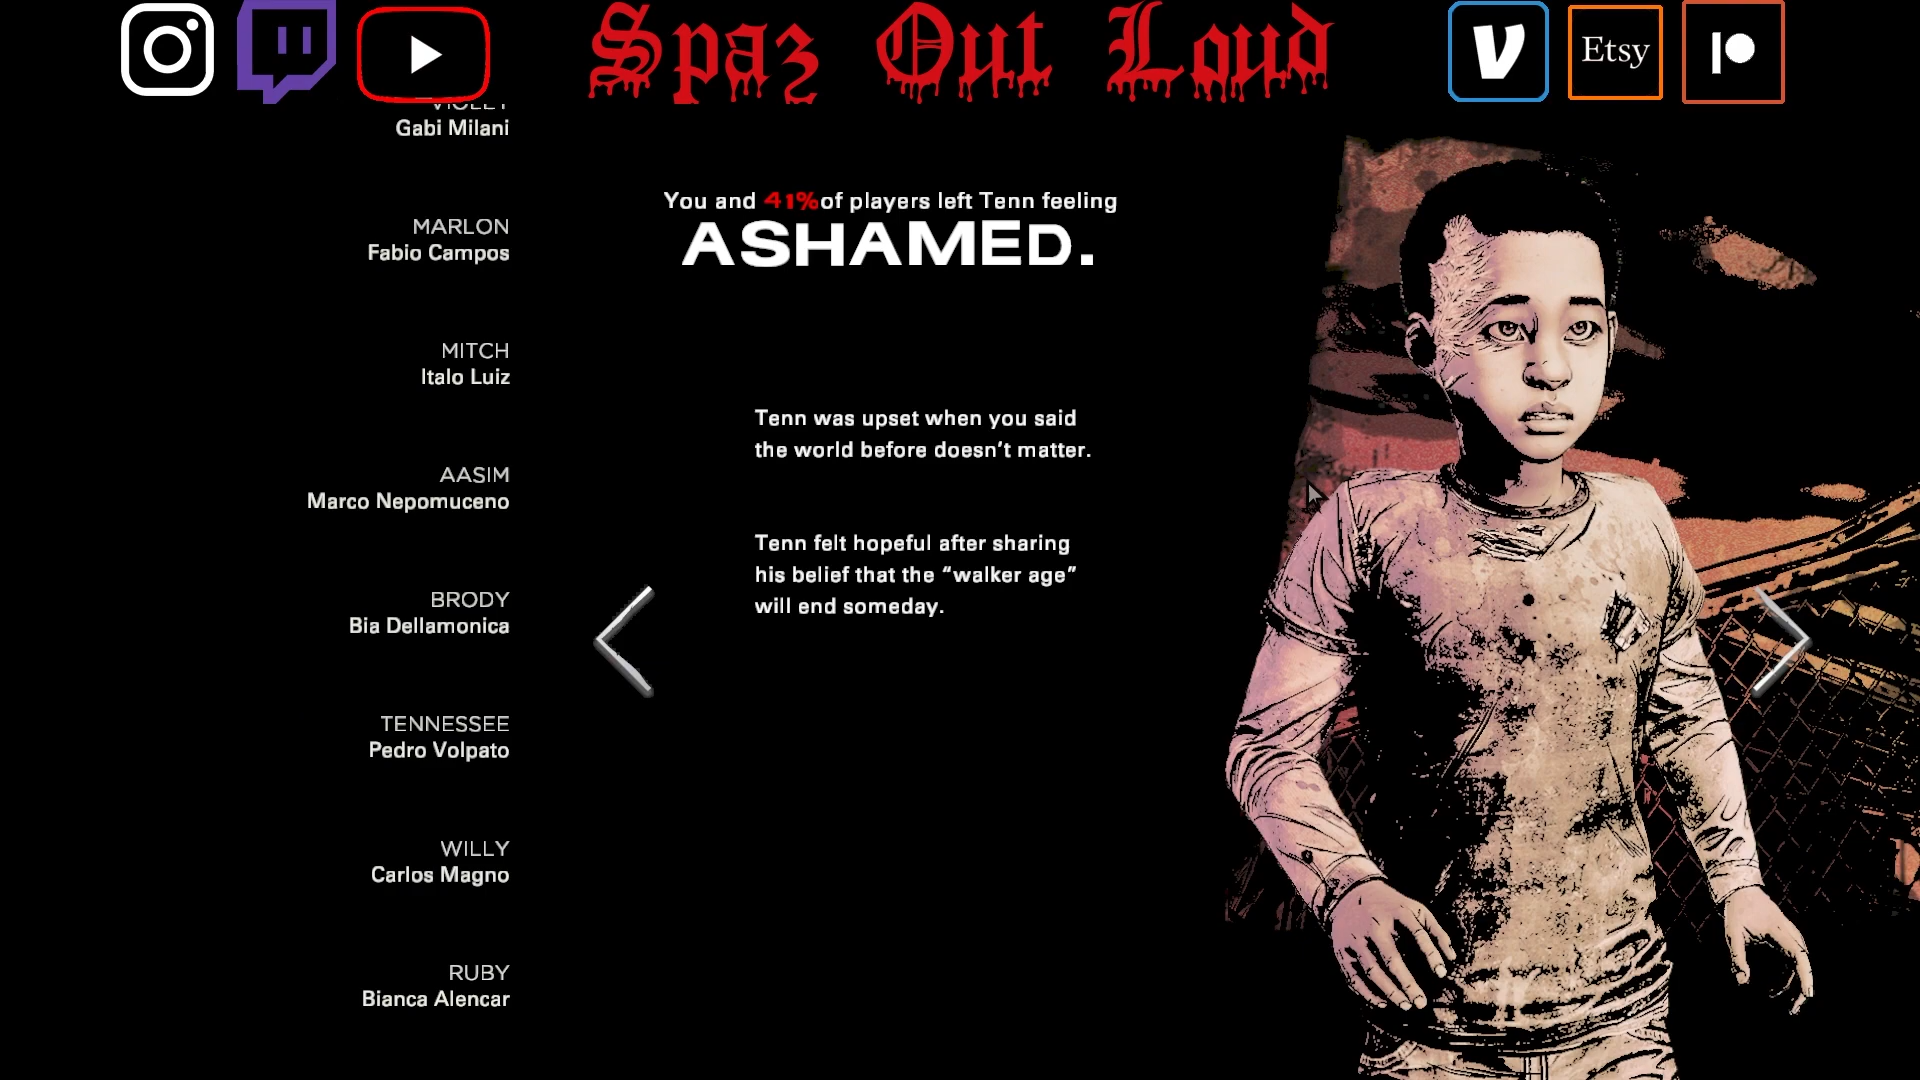 Spaz Out Loud
Etsy
VIOLET
Gabi Milani
MARLON
Fabio Campos
MITCH
Italo Luiz
AASIM
Marco Nepomuceno
BRODY
Bia Dellamonica
TENNESSEE
Pedro Volpato
WILLY
Carlos Magno
RUBY
Bianca Alencar
You and 41%of players left Tenn feeling
ASHAMED.
Tenn was upset when you said
the world before doesn't matter.
Tenn felt hopeful after sharing
his belief that the “walker age”
will end someday.